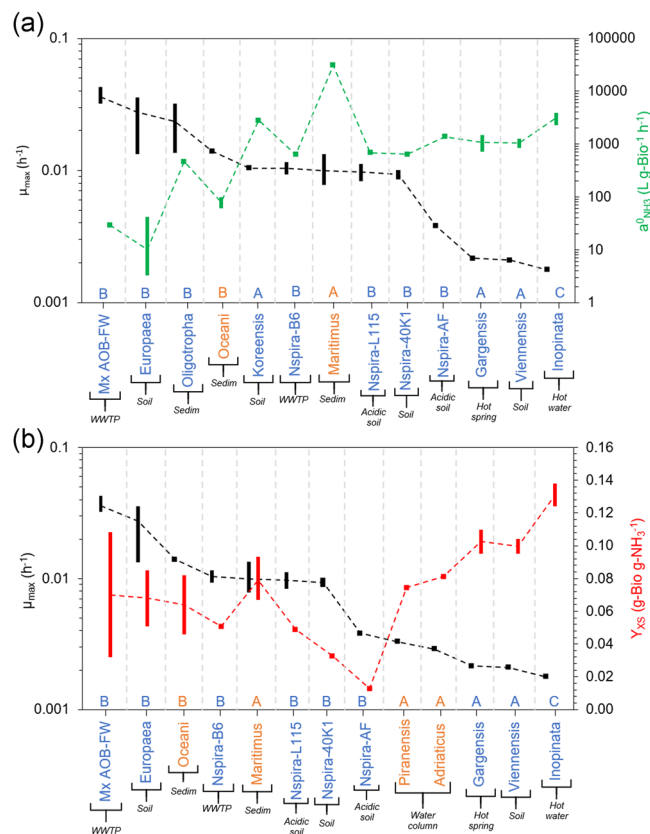 (a)
0.1
0.01
0.001
μmax (h⁻¹)
100000
10000
1000
100
10
1
a⁰NH3 (L g-Bio⁻¹ h⁻¹)
B B B B A B A B B B A A C
Mx AOB-FW
Europaea
Oligotropha
Oceani
Koreensis
Nspira-B6
Maritimus
Nspira-L115
Nspira-40K1
Nspira-AF
Gargensis
Viennensis
Inopinata
WWTP
Soil
Sedim
Sedim
Soil
WWTP
Sedim
Acidic
soil
Soil
Acidic
soil
Hot
spring
Soil
Hot
water
(b)
0.1
0.01
0.001
μmax (h⁻¹)
0.16
0.14
0.12
0.10
0.08
0.06
0.04
0.02
0.00
YXS (g-Bio g-NH3⁻¹)
B B B B A B B B A A A A C
Mx AOB-FW
Europaea
Oceani
Nspira-B6
Maritimus
Nspira-L115
Nspira-40K1
Nspira-AF
Piranensis
Adriaticus
Gargensis
Viennensis
Inopinata
WWTP
Soil
Sedim
WWTP
Sedim
Acidic
soil
Soil
Acidic
soil
Water
column
Hot
spring
Soil
Hot
water